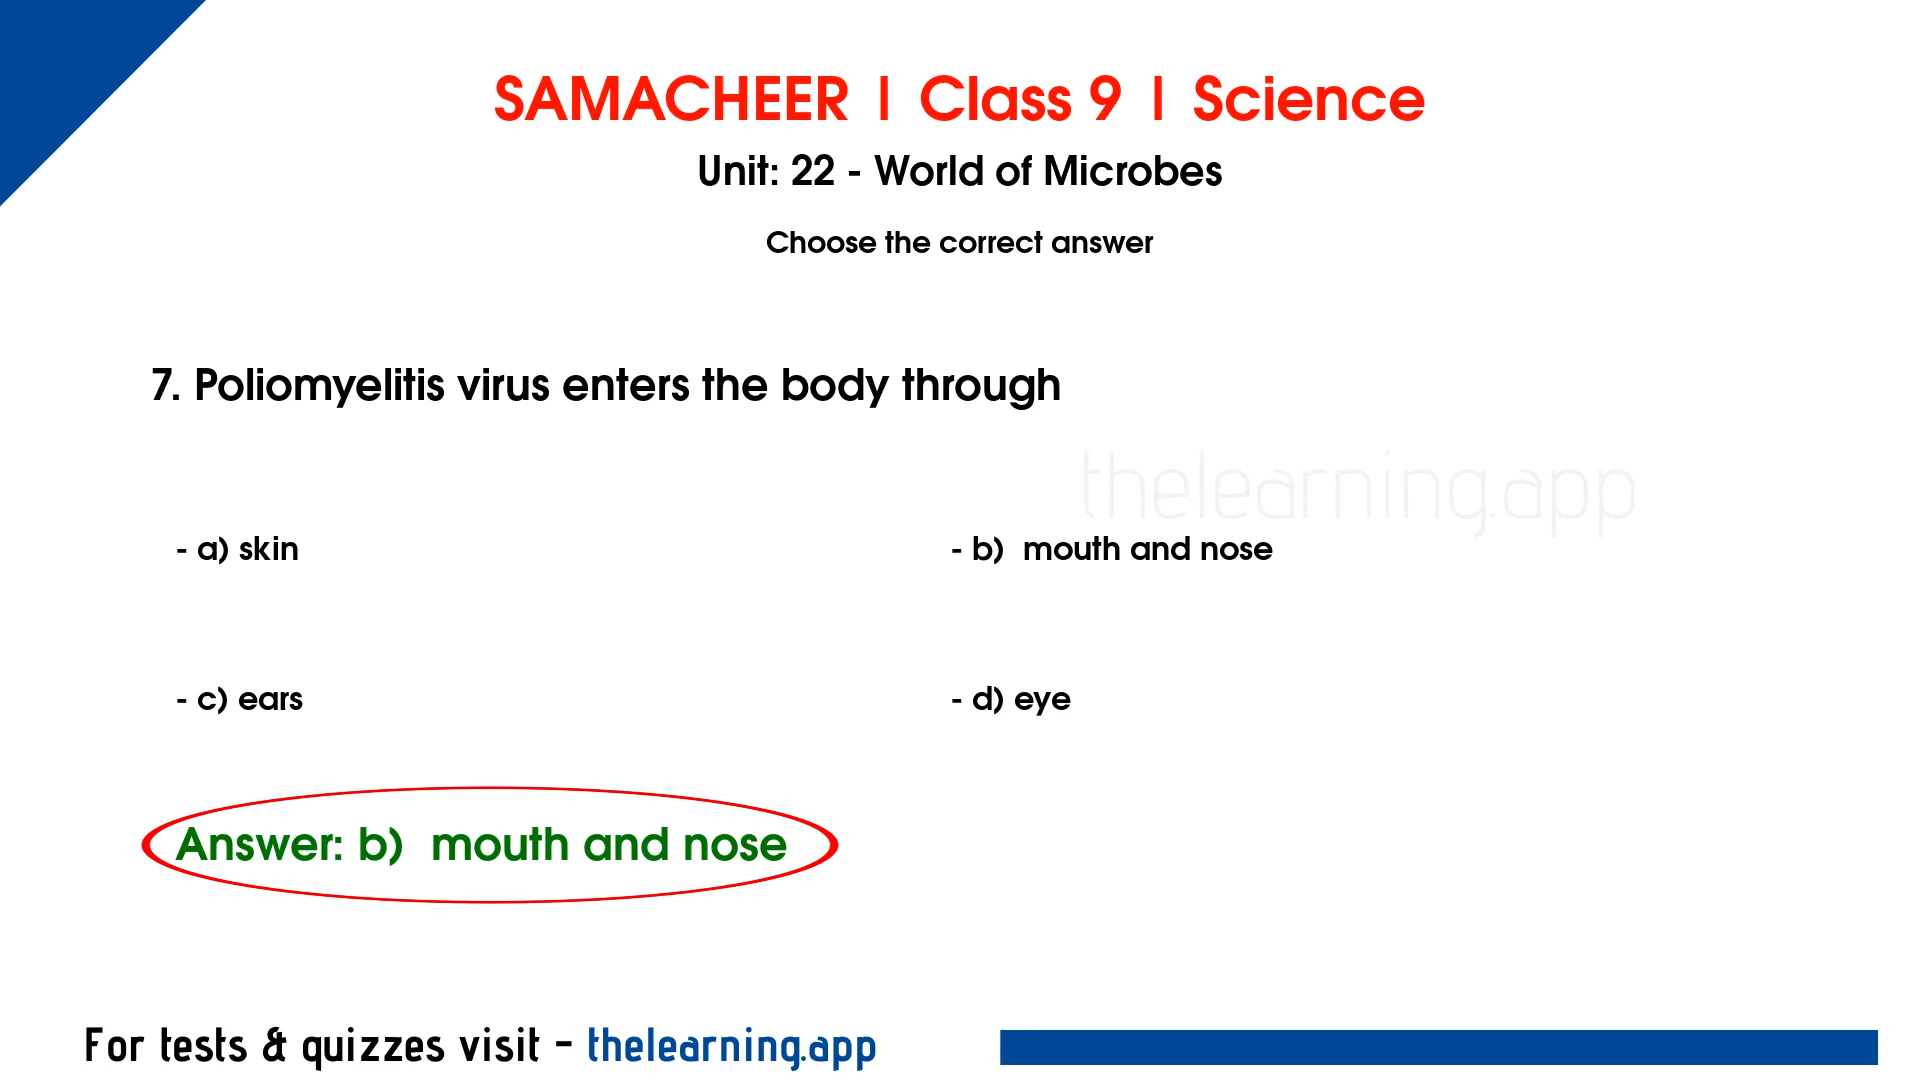 SAMACHEER | Class 9 | Science
Unit: 22 - World of Microbes
Choose the correct answer
7. Poliomyelitis virus enters the body through
thelearning.app
- a) skin
- b) mouth and nose
- c) ears
- d) eye
Answer: b) mouth and nose
For tests & quizzes visit - thelearning.app